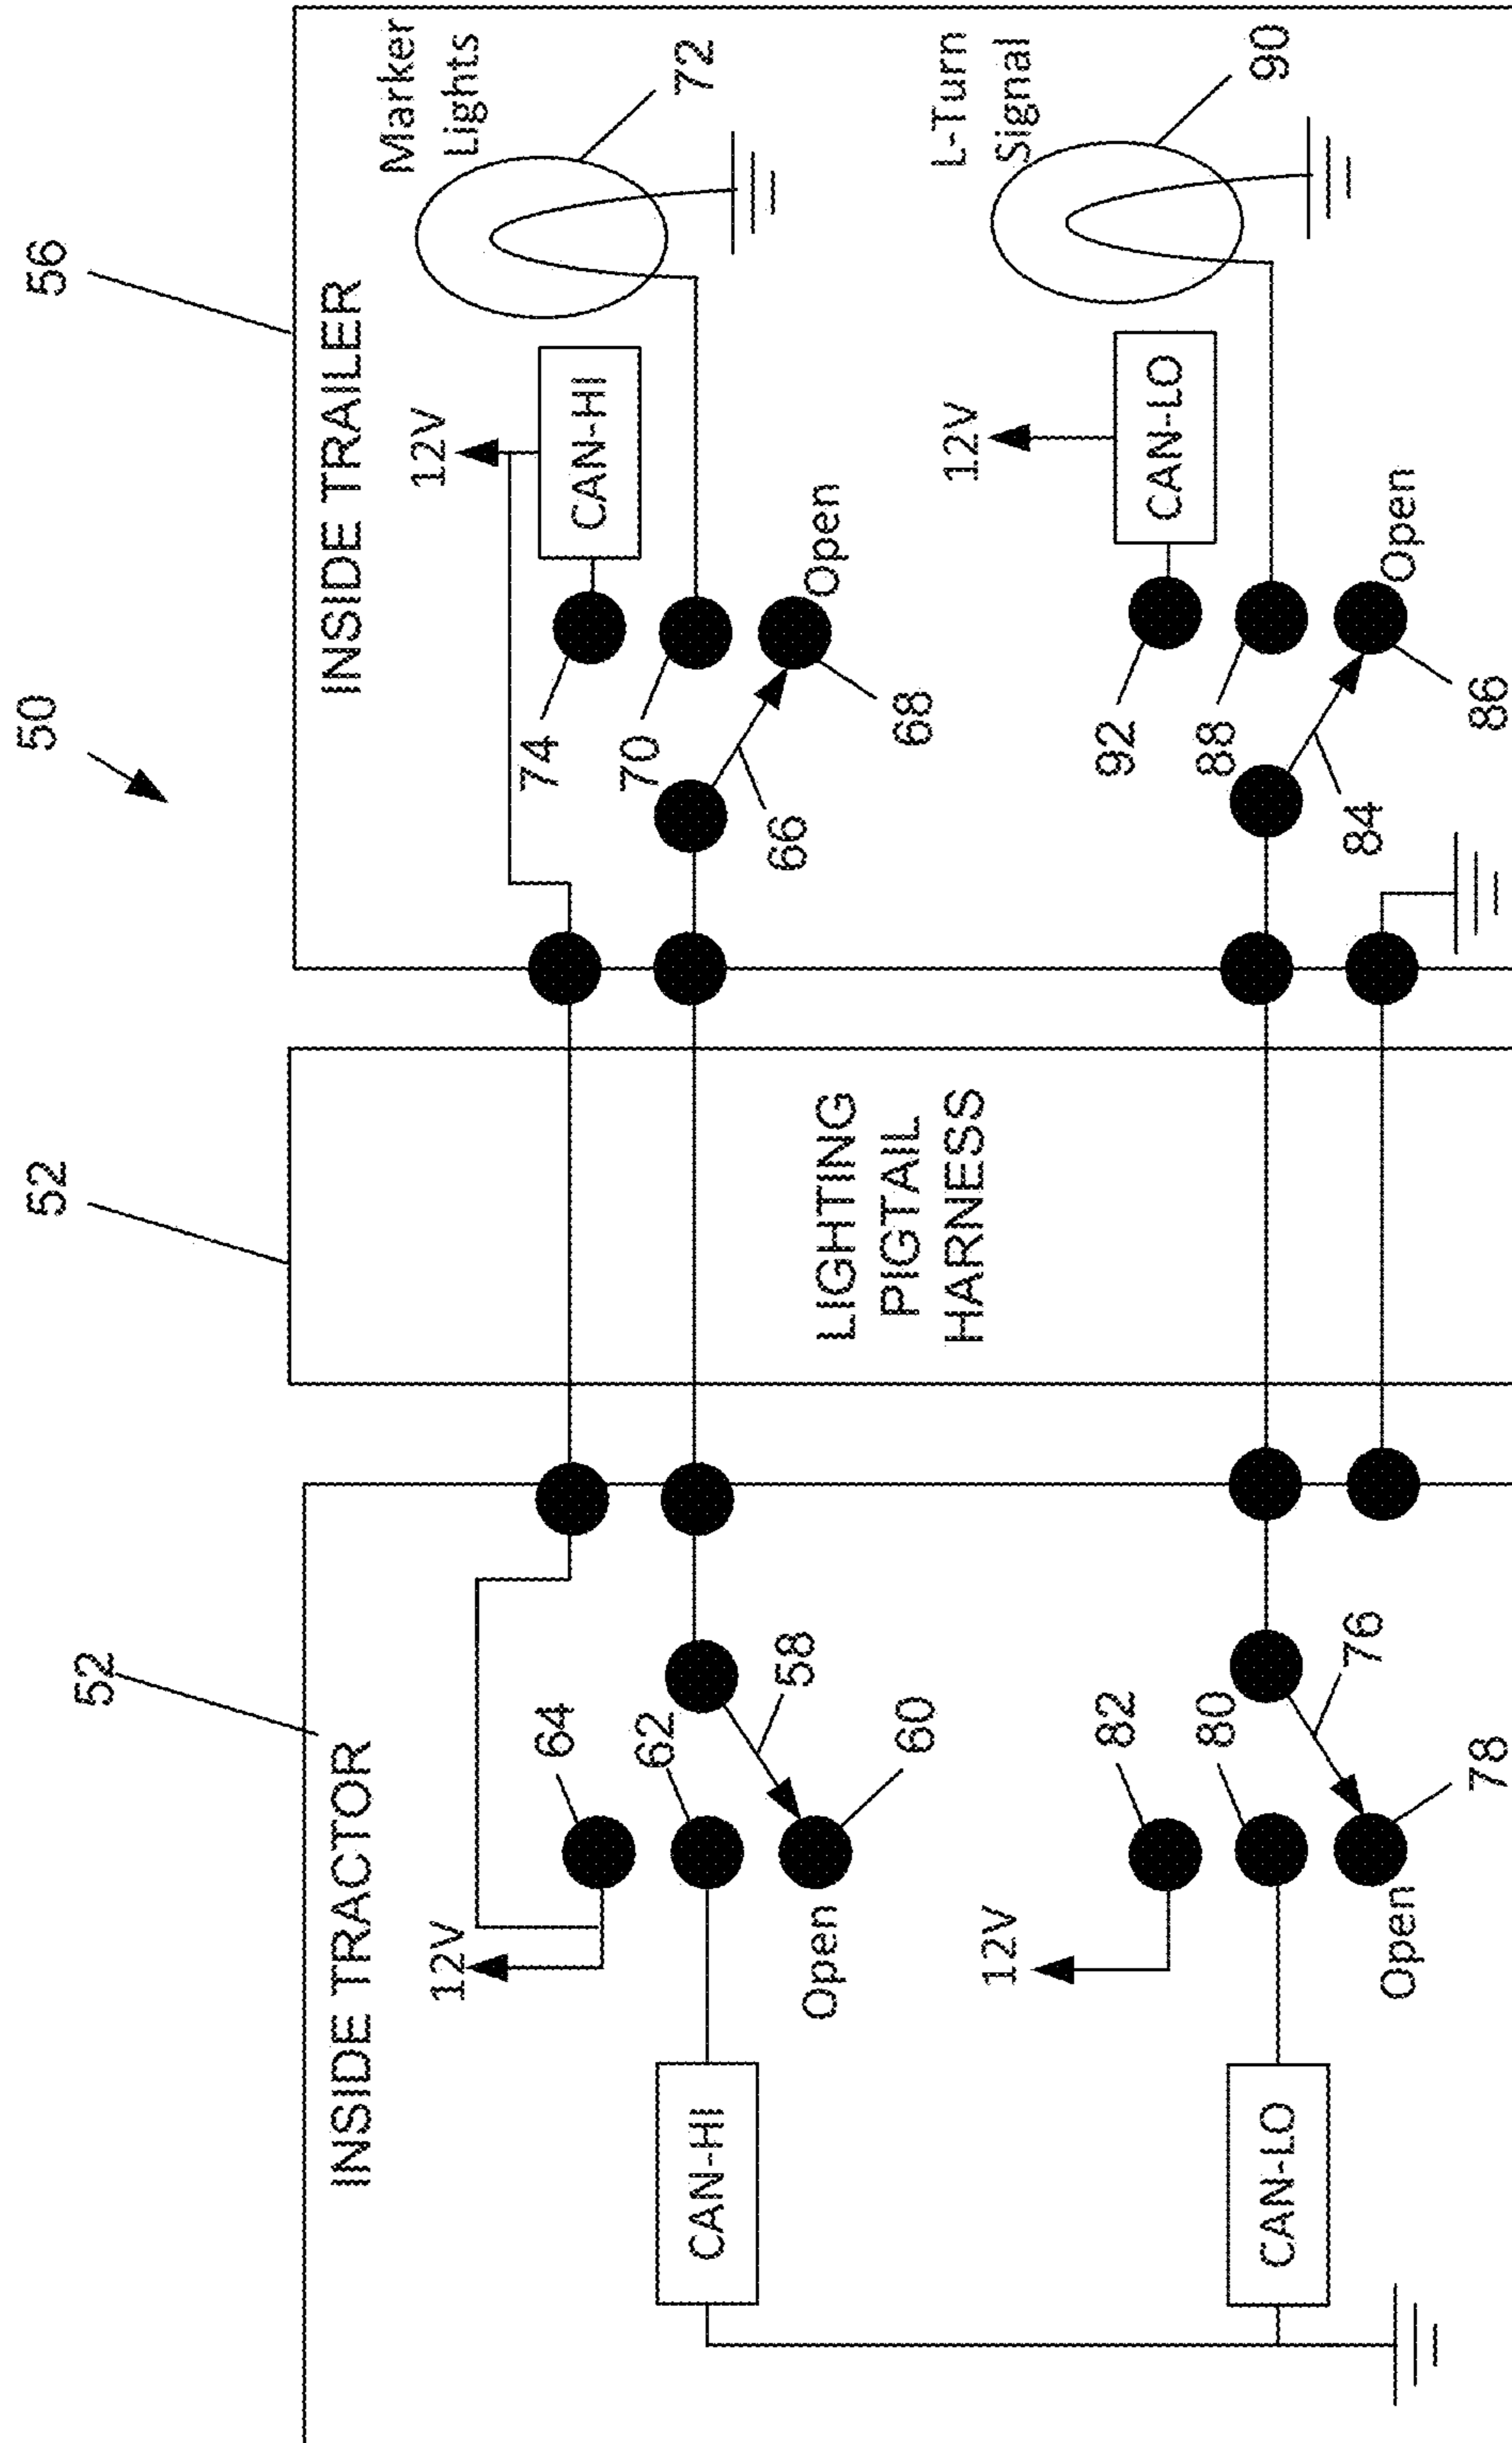 50
52
52
56
INSIDE TRACTOR
12V
64
62
58
60
Open
CAN-HI
12V
82
80
76
78
Open
CAN-LO
LIGHTING
PIGTAIL
HARNESS
INSIDE TRAILER
12V
CAN-HI
Marker
Lights
72
74
70
66
68
Open
12V
CAN-LO
L-Turn
Signal
90
92
88
84
86
Open